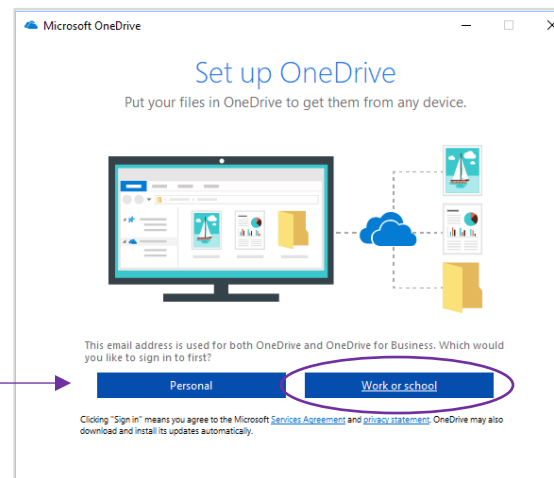 Microsoft OneDrive
Set up OneDrive
Put your files in OneDrive to get them from any device.
This email address is used for both OneDrive and OneDrive for Business. Which would
you like to sign in to first?
Personal
Work or school
Clicking "Sign in" means you agree to the Microsoft Services Agreement and privacy statement. OneDrive may also
download and install its updates automatically.